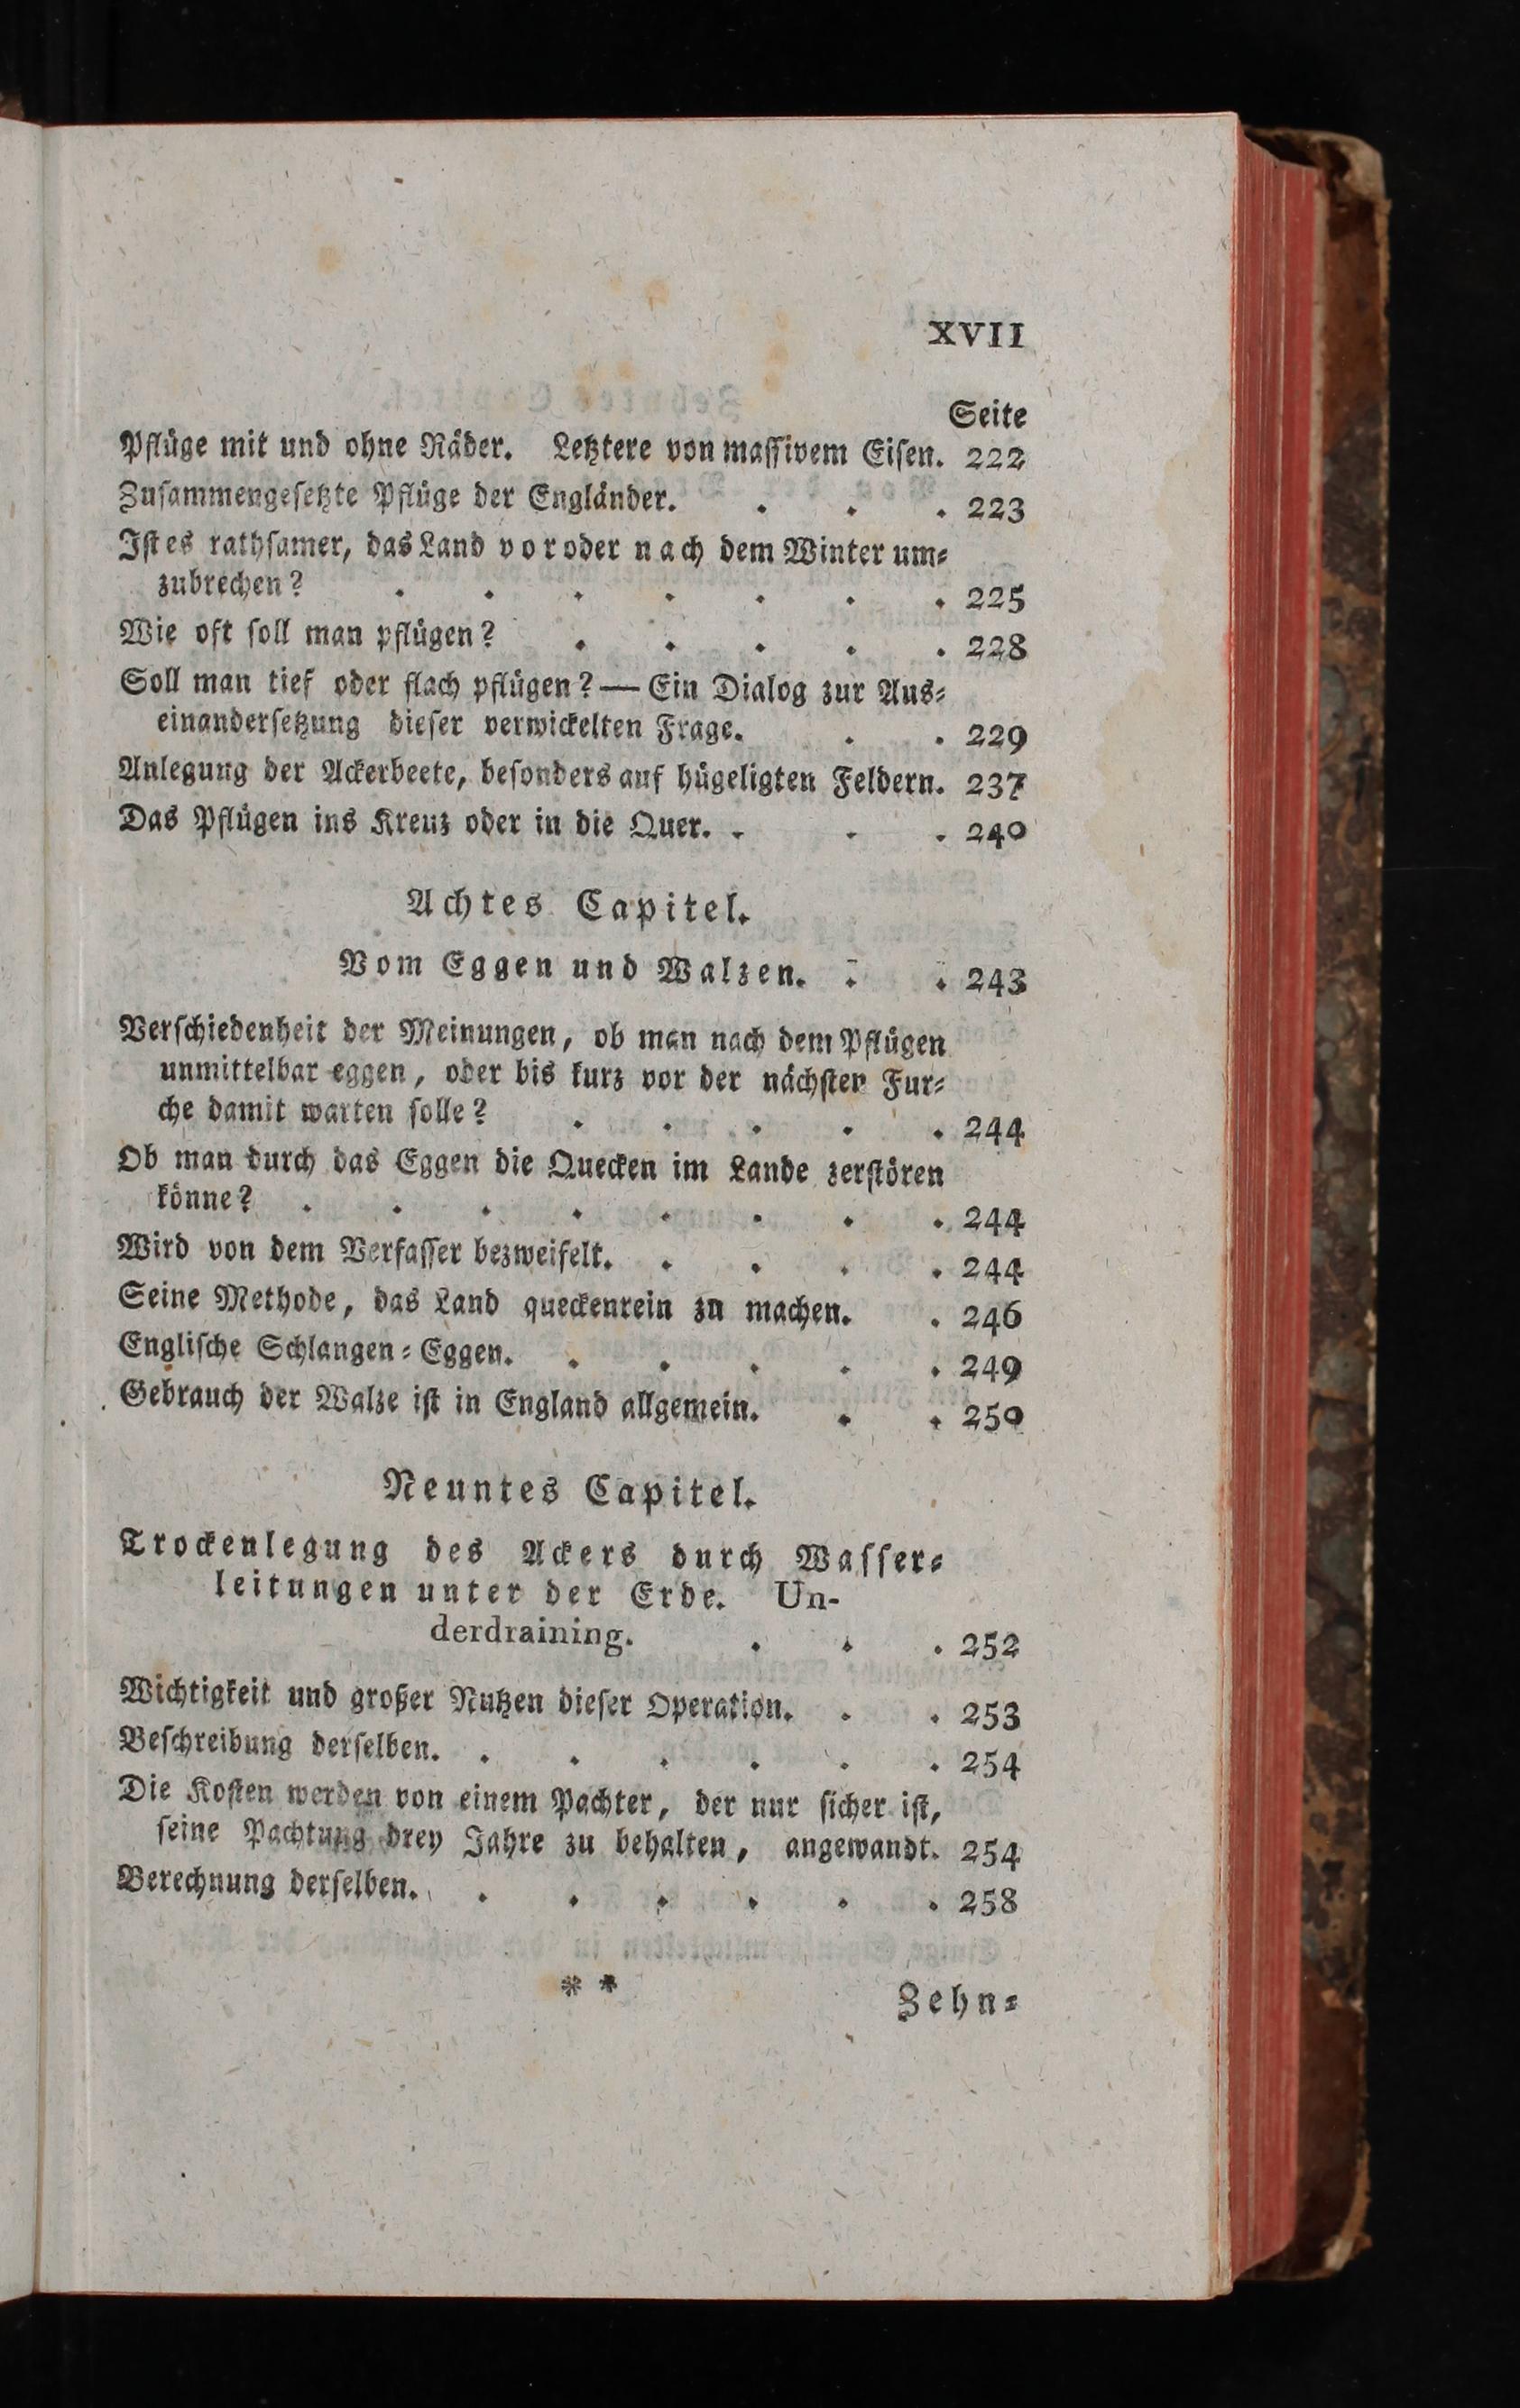 XVII
Seite
Pflüge mit und ohne Räder. Letztere von massivem Eisen. 222
Zusammengesetzte Pflüge der Engländer. . . . 223
Ist es rathsamer, das Land vor oder nach dem Winter um⸗
zubrechen? . . . . . . . 225
Wie oft soll man pflügen? . . . . . 228
Soll man tief oder flach pflügen? — Ein Dialog zur Aus⸗
einandersetzung dieser verwickelten Frage. . . 229
Anlegung der Ackerbeete, besonders auf hügeligten Feldern. 237
Das Pflügen ins Kreuz oder in die Quer. . . . 240
Achtes Capitel.
Vom Eggen und Walzen. . . 243
Verschiedenheit der Meinungen, ob man nach dem Pflügen
unmittelbar eggen, oder bis kurz vor der nächsten Fur⸗
che damit warten solle? . . . . . 244
Ob man durch das Eggen die Quecken im Lande zerstören
könne? . . . . . . . . 244
Wird von dem Verfasser bezweifelt. . . . . 244
Seine Methode, das Land queckenrein zu machen. . 246
Englische Schlangen⸗Eggen. . . . . . 249
Gebrauch der Walze ist in England allgemein. . . 250
Neuntes Capitel.
Trockenlegung des Ackers durch Wasser⸗
leitungen unter der Erde. Un-
derdraining. . . . 252
Wichtigkeit und großer Nutzen dieser Operation. . . 253
Beschreibung derselben. . . . . . . 254
Die Kosten werden von einem Pachter, der nur sicher ist,
seine Pachtung drey Jahre zu behalten, angewandt. 254
Berechnung derselben. . . . . . . 258
* *
Zehn⸗